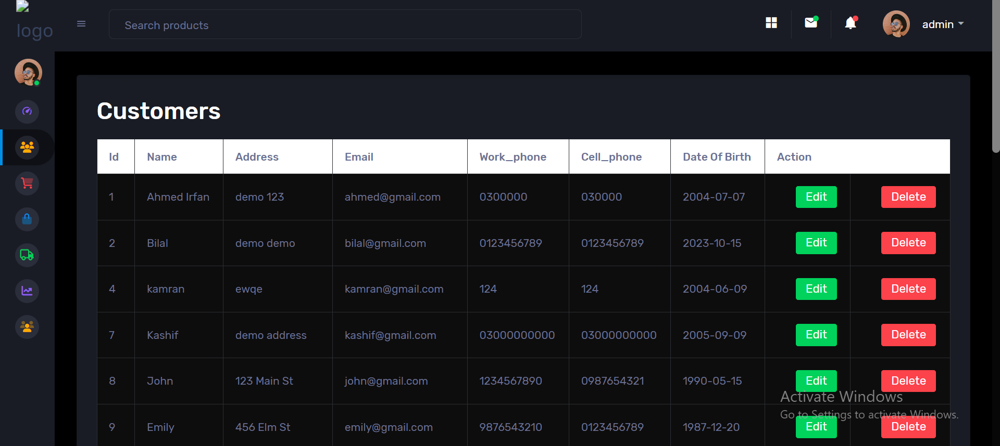 logo
Search products
admin
Customers
Id Name Address Email Work_phone Cell_phone Date Of Birth Action
1 Ahmed Irfan demo 123 ahmed@gmail.com 0300000 030000 2004-07-07 Edit Delete
2 Bilal demo demo bilal@gmail.com 0123456789 0123456789 2023-10-15 Edit Delete
4 kamran ewqe kamran@gmail.com 124 124 2004-06-09 Edit Delete
7 Kashif demo address kashif@gmail.com 03000000000 03000000000 2005-09-09 Edit Delete
8 John 123 Main St john@gmail.com 1234567890 0987654321 1990-05-15 Edit Delete
Activate Windows
Go to Settings to activate Windows.
9 Emily 456 Elm St emily@gmail.com 9876543210 0123456789 1987-12-20 Edit Delete